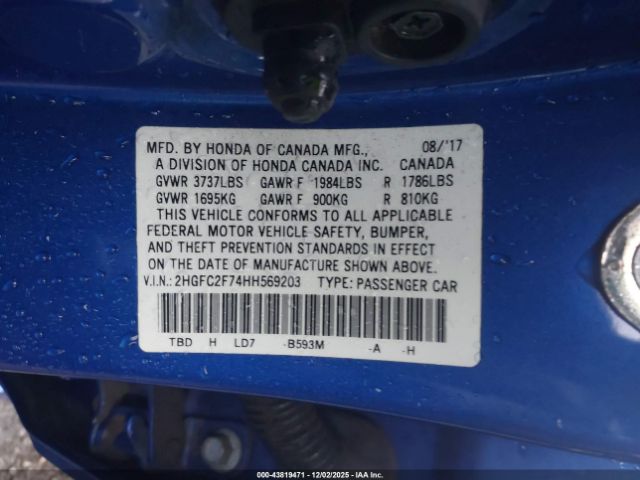 MFD. BY HONDA OF CANADA MFG., 08/'17
A DIVISION OF HONDA CANADA INC. CANADA
GVWR 3737LBS GAWR F 1984LBS R 1786LBS
GVWR 1695KG GAWR F 900KG R 810KG
THIS VEHICLE CONFORMS TO ALL APPLICABLE
FEDERAL MOTOR VEHICLE SAFETY, BUMPER,
AND THEFT PREVENTION STANDARDS IN EFFECT
ON THE DATE OF MANUFACTURE SHOWN ABOVE.
V.I.N.: 2HGFC2F74HH569203 TYPE: PASSENGER CAR
TBD H LD7 -B593M -A -H
000-43819471 - 12/02/2025 - IAAI